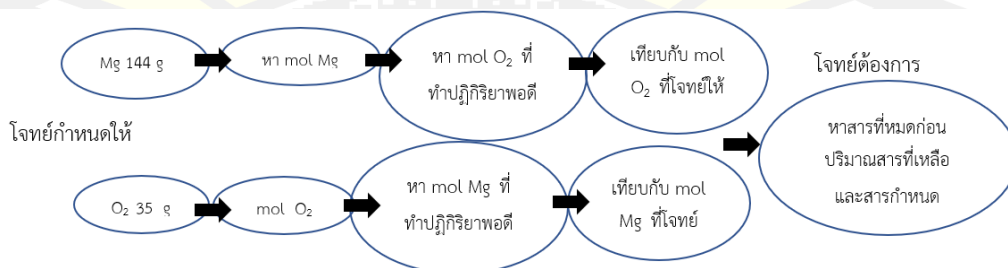 Mg 144 g
หา mol Mg
หา mol O₂ ที่
ทำปฏิกิริยาพอดี
เทียบกับ mol
O₂ ที่โจทย์ให้
โจทย์ต้องการ
โจทย์กำหนดให้
หาสารที่หมดก่อน
ปริมาณสารที่เหลือ
และสารกำหนด
O₂ 35 g
mol O₂
หา mol Mg ที่
ทำปฏิกิริยาพอดี
เทียบกับ mol
Mg ที่โจทย์